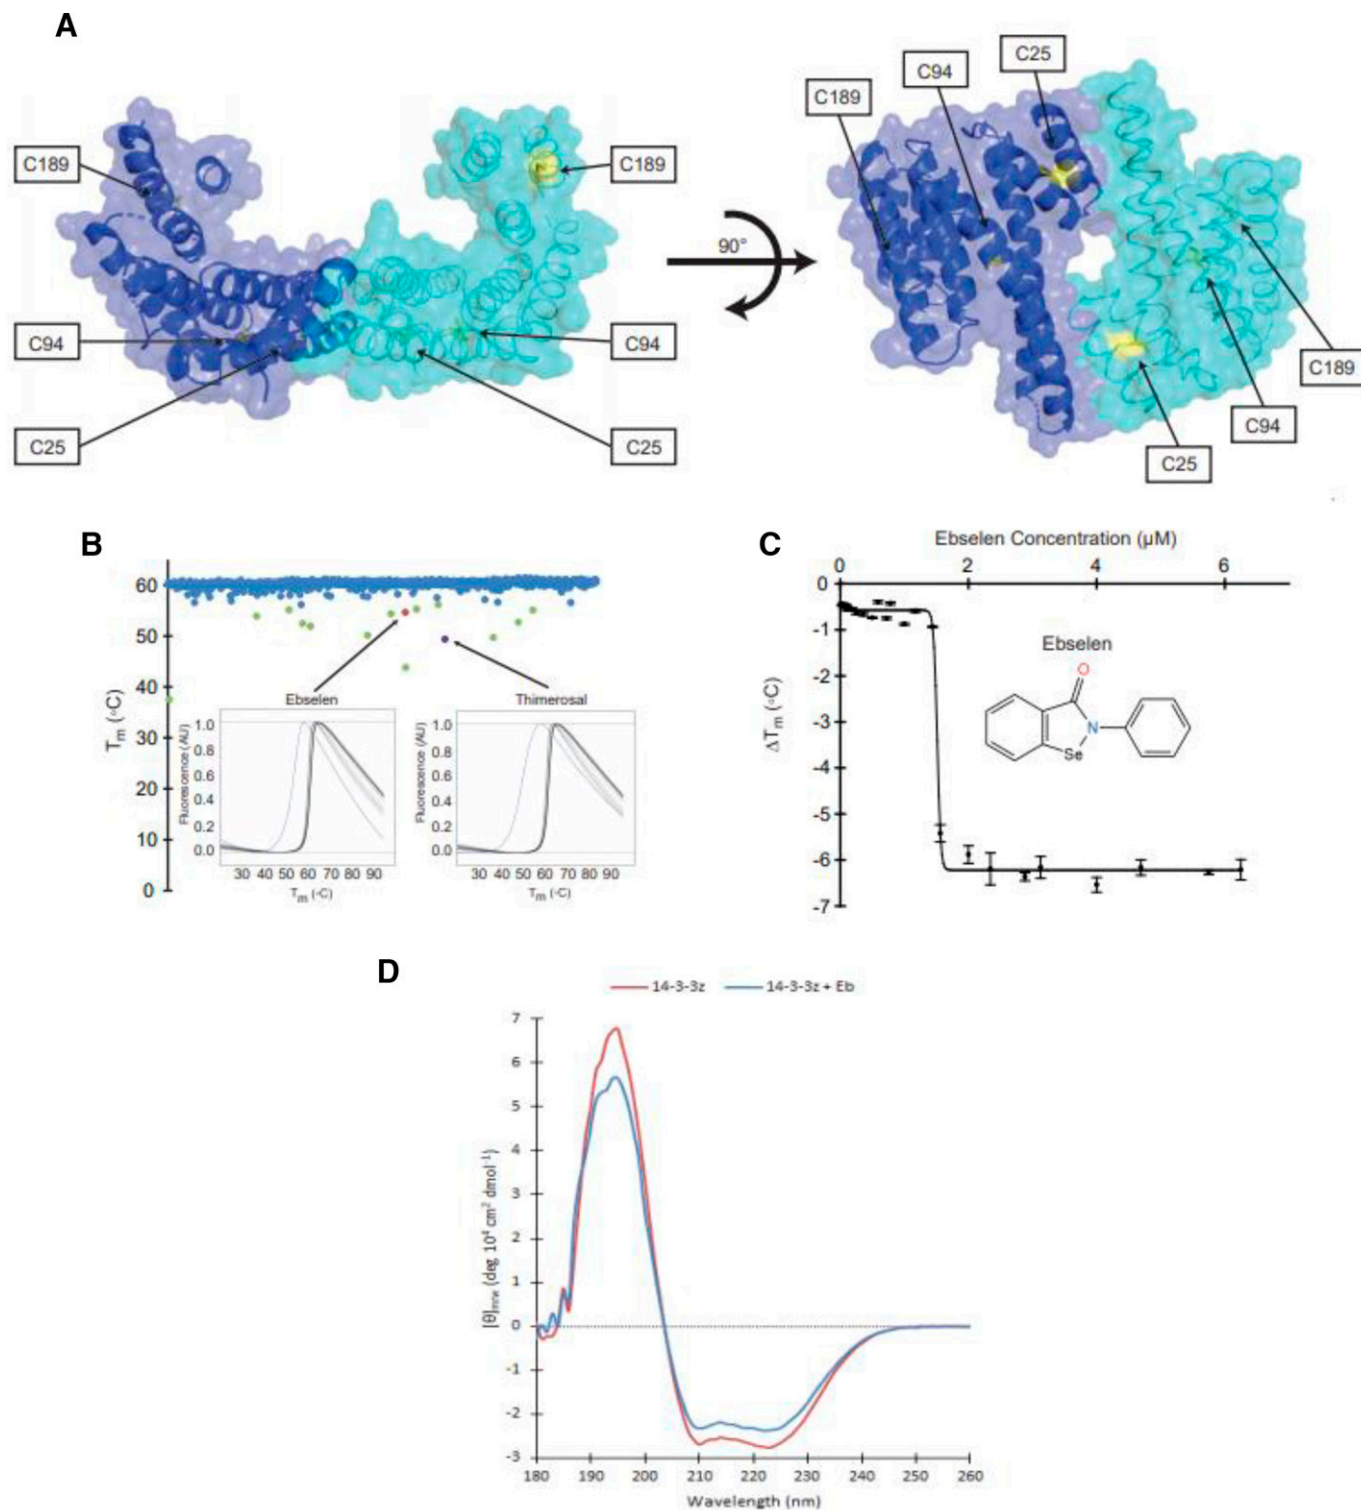 A
C189
C94
C25
C189
C94
C25
90°
C189
C94
C25
C189
C94
C25
B
60
50
40
30
20
10
0
Tm (◦C)
Ebselen
Thimerosal
Fluorescence (AU)
1.0
0.8
0.6
0.4
0.2
0.0
30 40 50 60 70 80 90
Tm (◦C)
Fluorescence (AU)
1.0
0.8
0.6
0.4
0.2
0.0
30 40 50 60 70 80 90
Tm (◦C)
C
Ebselen Concentration (µM)
0 2 4 6
0
-1
-2
-3
-4
-5
-6
-7
ΔTm (◦C)
Ebselen
O
N
Se
D
14-3-3z 14-3-3z + Eb
7
6
5
4
3
2
1
0
-1
-2
-3
[θ]mrw (deg 10⁴ cm² dmol⁻¹)
180 190 200 210 220 230 240 250 260
Wavelength (nm)